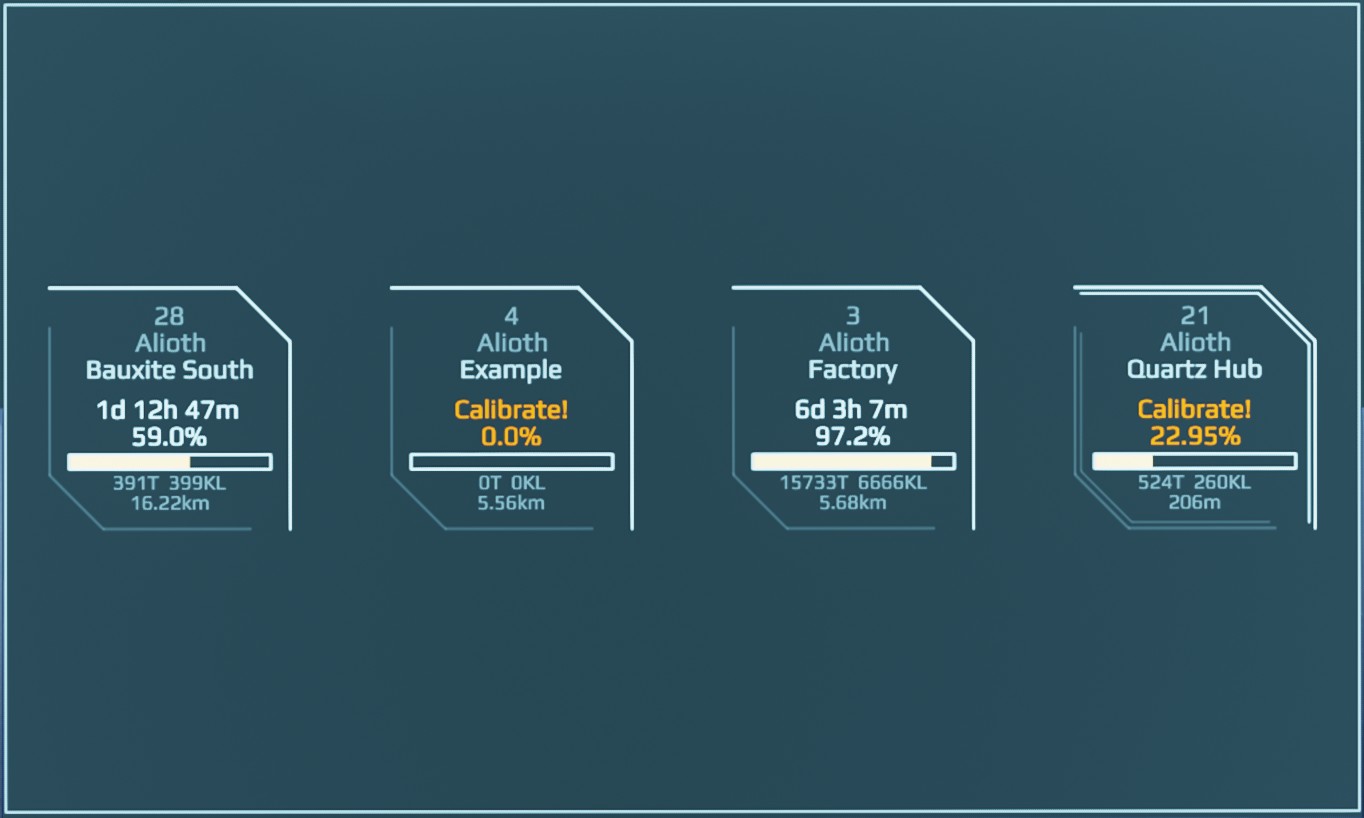 28
Alioth
Bauxite South
1d 12h 47m
59.0%
391T 399KL
16.22km
4
Alioth
Example
Calibrate!
0.0%
0T 0KL
5.56km
3
Alioth
Factory
6d 3h 7m
97.2%
15733T 6666KL
5.68km
21
Alioth
Quartz Hub
Calibrate!
22.95%
524T 260KL
206m